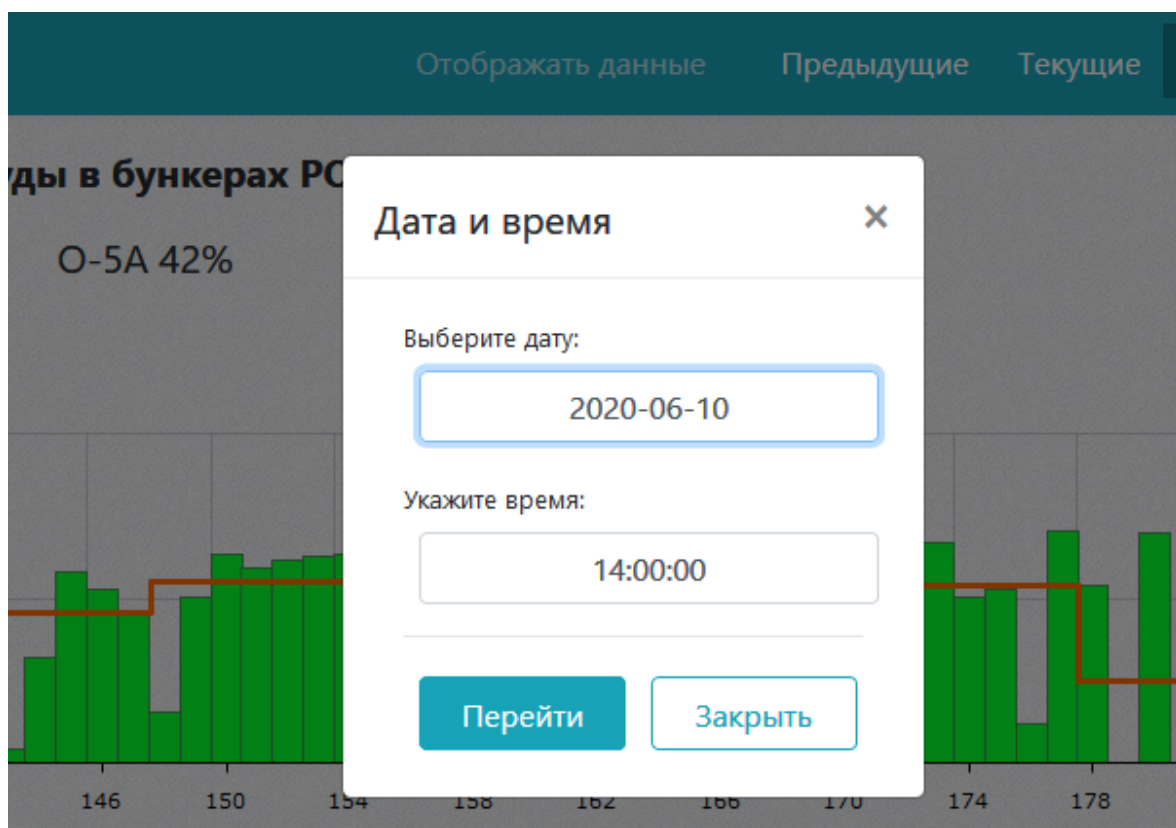 Отображать данные Предыдущие Текущие
уды в бункерах РО
О-5А 42%
Дата и время ×
Выберите дату:
2020-06-10
Укажите время:
14:00:00
Перейти Закрыть
146 150 154 158 162 166 170 174 178